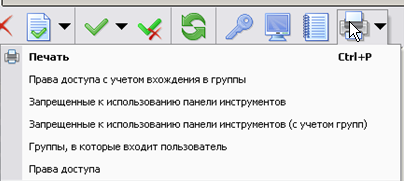 Печать Ctrl+P
Права доступа с учетом вхождения в группы
Запрещенные к использованию панели инструментов
Запрещенные к использованию панели инструментов (с учетом групп)
Группы, в которые входит пользователь
Права доступа